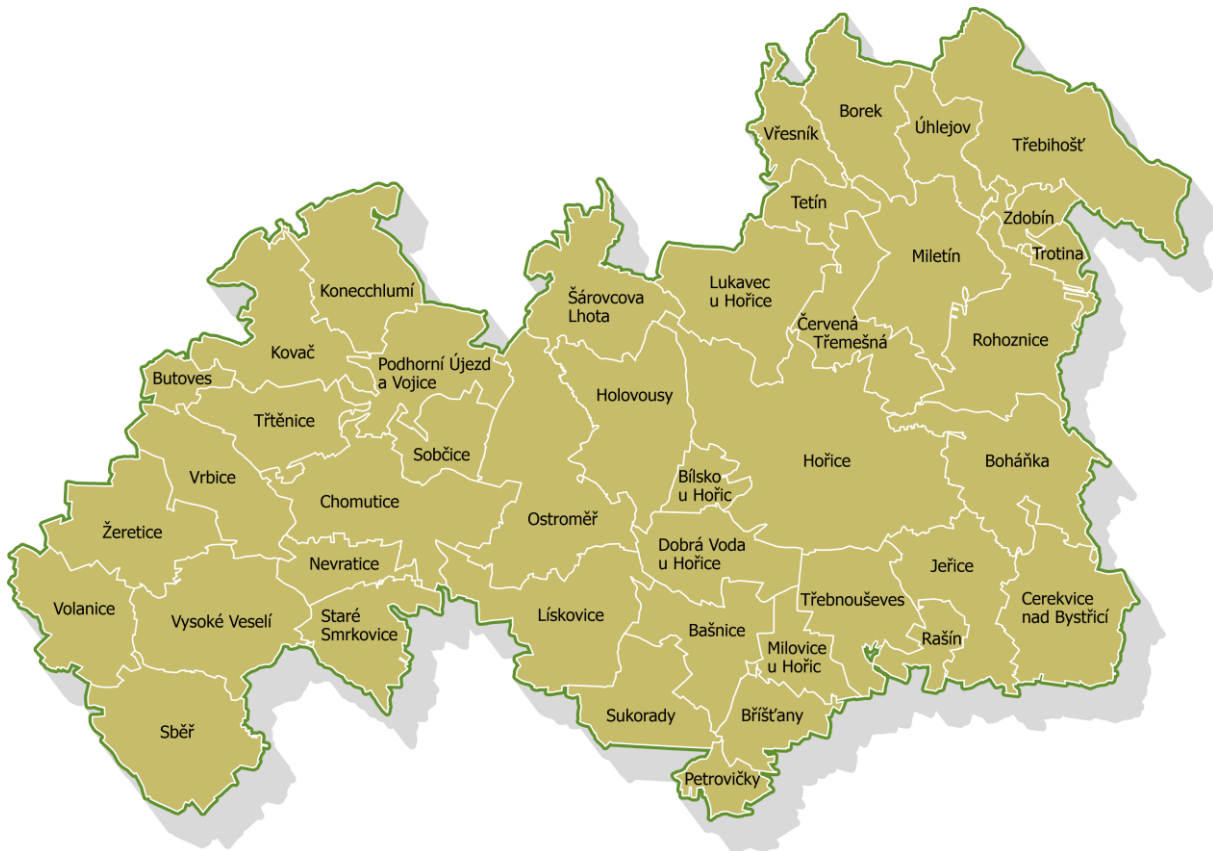 Borek
Úhlejov
Vřesník
Třebihošť
Tetín
Zdobín
Trotina
Miletín
Konecchlumí
Lukavec
u Hořice
Šárovcova
Lhota
Červená
Třemešná
Rohoznice
Kovač
Podhorní Újezd
a Vojice
Butoves
Holovousy
Třtěnice
Sobčice
Hořice
Boháňka
Vrbice
Bílsko
u Hořic
Chomutice
Ostroměř
Žeretice
Dobrá Voda
u Hořice
Nevratice
Jeřice
Volanice
Vysoké Veselí
Staré
Smrkovice
Lískovice
Třebnouševes
Cerekvice
nad Bystřicí
Bašnice
Milovice
u Hořic
Rašín
Sukorady
Bříšťany
Sběř
Petrovičky